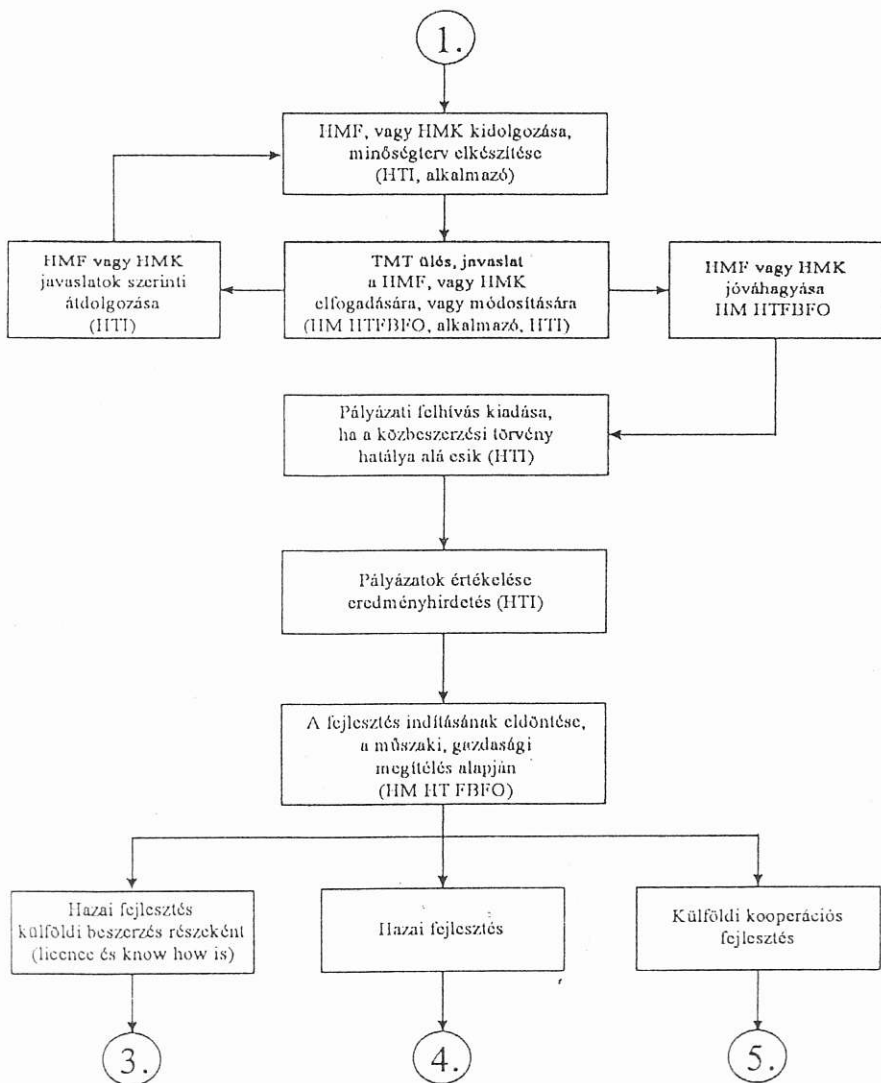 1.
HMF, vagy HMK kidolgozása,
minőségterv elkészítése
(HTI, alkalmazó)
HMF vagy HMK
javaslatok szerinti
átdolgozása
(HTI)
TMT ülés, javaslat
a HMF, vagy HMK
elfogadására, vagy módosítására
(HM HTFBFO, alkalmazó, HTI)
HMF vagy HMK
jóváhagyása
HM HTFBFO
Pályázati felhívás kiadása,
ha a közbeszerzési törvény
hatálya alá esik (HTI)
Pályázatok értékelése
eredményhirdetés (HTI)
A fejlesztés indításának eldöntése,
a műszaki, gazdasági
megítélés alapján
(HM HT FBFO)
Hazai fejlesztés
külföldi beszerzés részeként
(licence és know how is)
Hazai fejlesztés
Külföldi kooperációs
fejlesztés
3.
4.
5.